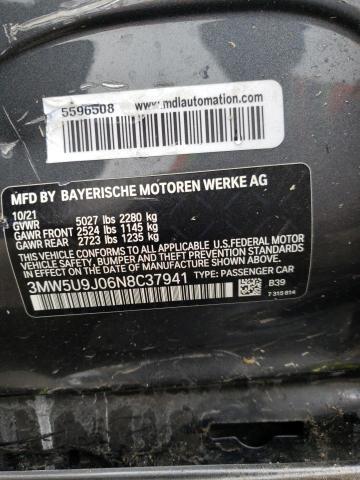 5596508 www.mdlautomation.com
MFD BY BAYERISCHE MOTOREN WERKE AG
10/21
GVWR 5027 lbs 2280 kg
GAWR FRONT 2524 lbs 1145 kg
GAWR REAR 2723 lbs 1235 kg
THIS VEHICLE CONFORMS TO ALL APPLICABLE U.S. FEDERAL MOTOR
VEHICLE SAFETY, BUMPER AND THEFT PREVENTION STANDARDS
IN EFFECT ON THE DATE OF MANUFACTURE SHOWN ABOVE.
3MW5U9J06N8C37941 TYPE: PASSENGER CAR
B39
7 315 814